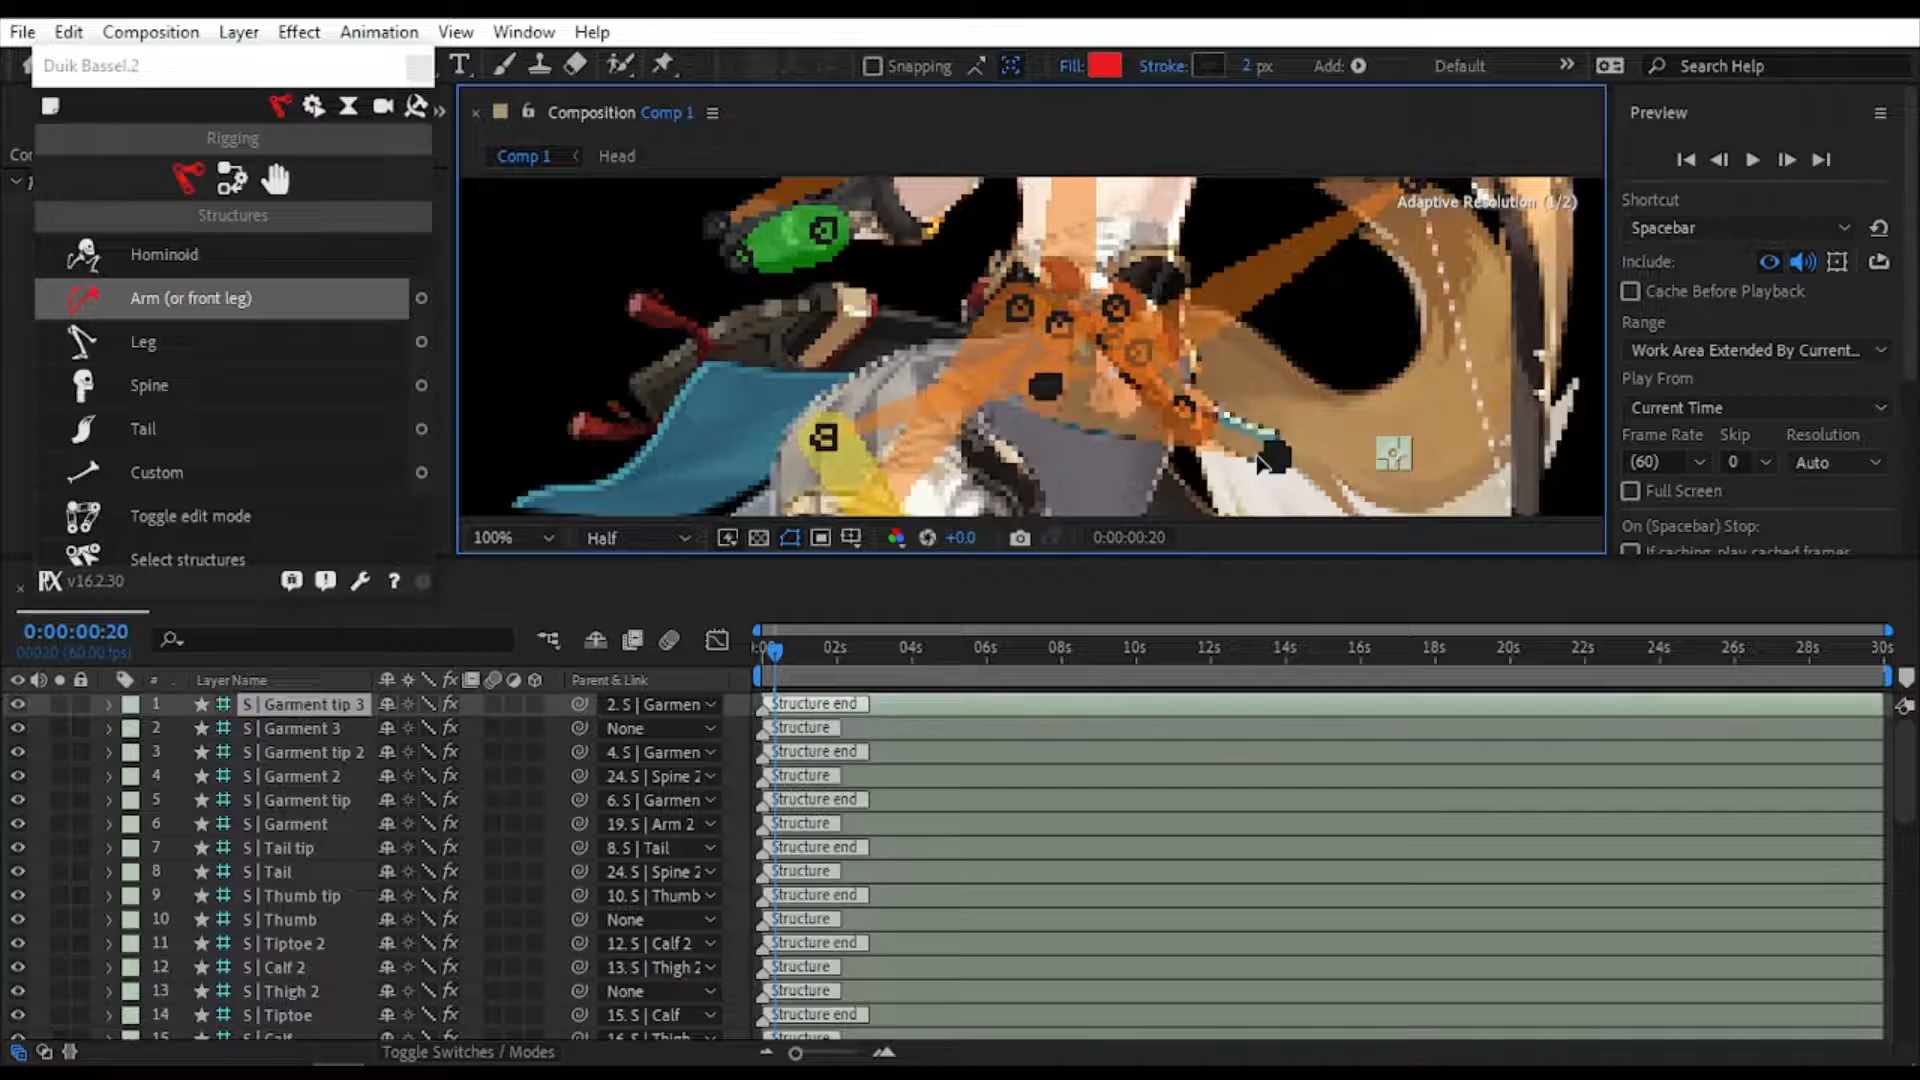 File Edit Composition Layer Effect Animation View Window Help
Duik Bassel.2
Snapping Fill: Stroke: 2 px Add: Default Search Help
Composition Comp 1
Comp 1 Head
Adaptive Resolution (1/2)
Rigging
Structures
Hominoid
Arm (or front leg)
Leg
Spine
Tail
Custom
Toggle edit mode
Select structures
v16.2.30
100% Half +0.0 0:00:00:20
Preview
Shortcut
Spacebar
Include:
Cache Before Playback
Range
Work Area Extended By Current...
Play From
Current Time
Frame Rate Skip Resolution
(60) 0 Auto
Full Screen
On (Spacebar) Stop:
If caching, play cached frames
0:00:00:20
00020 (60.00 fps)
02s 04s 06s 08s 10s 12s 14s 16s 18s 20s 22s 24s 26s 28s 30s
# Layer Name Parent & Link
1 S | Garment tip 3 2. S | Garmen Structure end
2 S | Garment 3 None Structure
3 S | Garment tip 2 4. S | Garmen Structure end
4 S | Garment 2 24. S | Spine 2 Structure
5 S | Garment tip 6. S | Garmen Structure end
6 S | Garment 19. S | Arm 2 Structure
7 S | Tail tip 8. S | Tail Structure end
8 S | Tail 24. S | Spine 2 Structure
9 S | Thumb tip 10. S | Thumb Structure end
10 S | Thumb None Structure
11 S | Tiptoe 2 12. S | Calf 2 Structure end
12 S | Calf 2 13. S | Thigh 2 Structure
13 S | Thigh 2 None Structure
14 S | Tiptoe 15. S | Calf Structure end
15 S | Calf 16. S | Thigh Structure
Toggle Switches / Modes